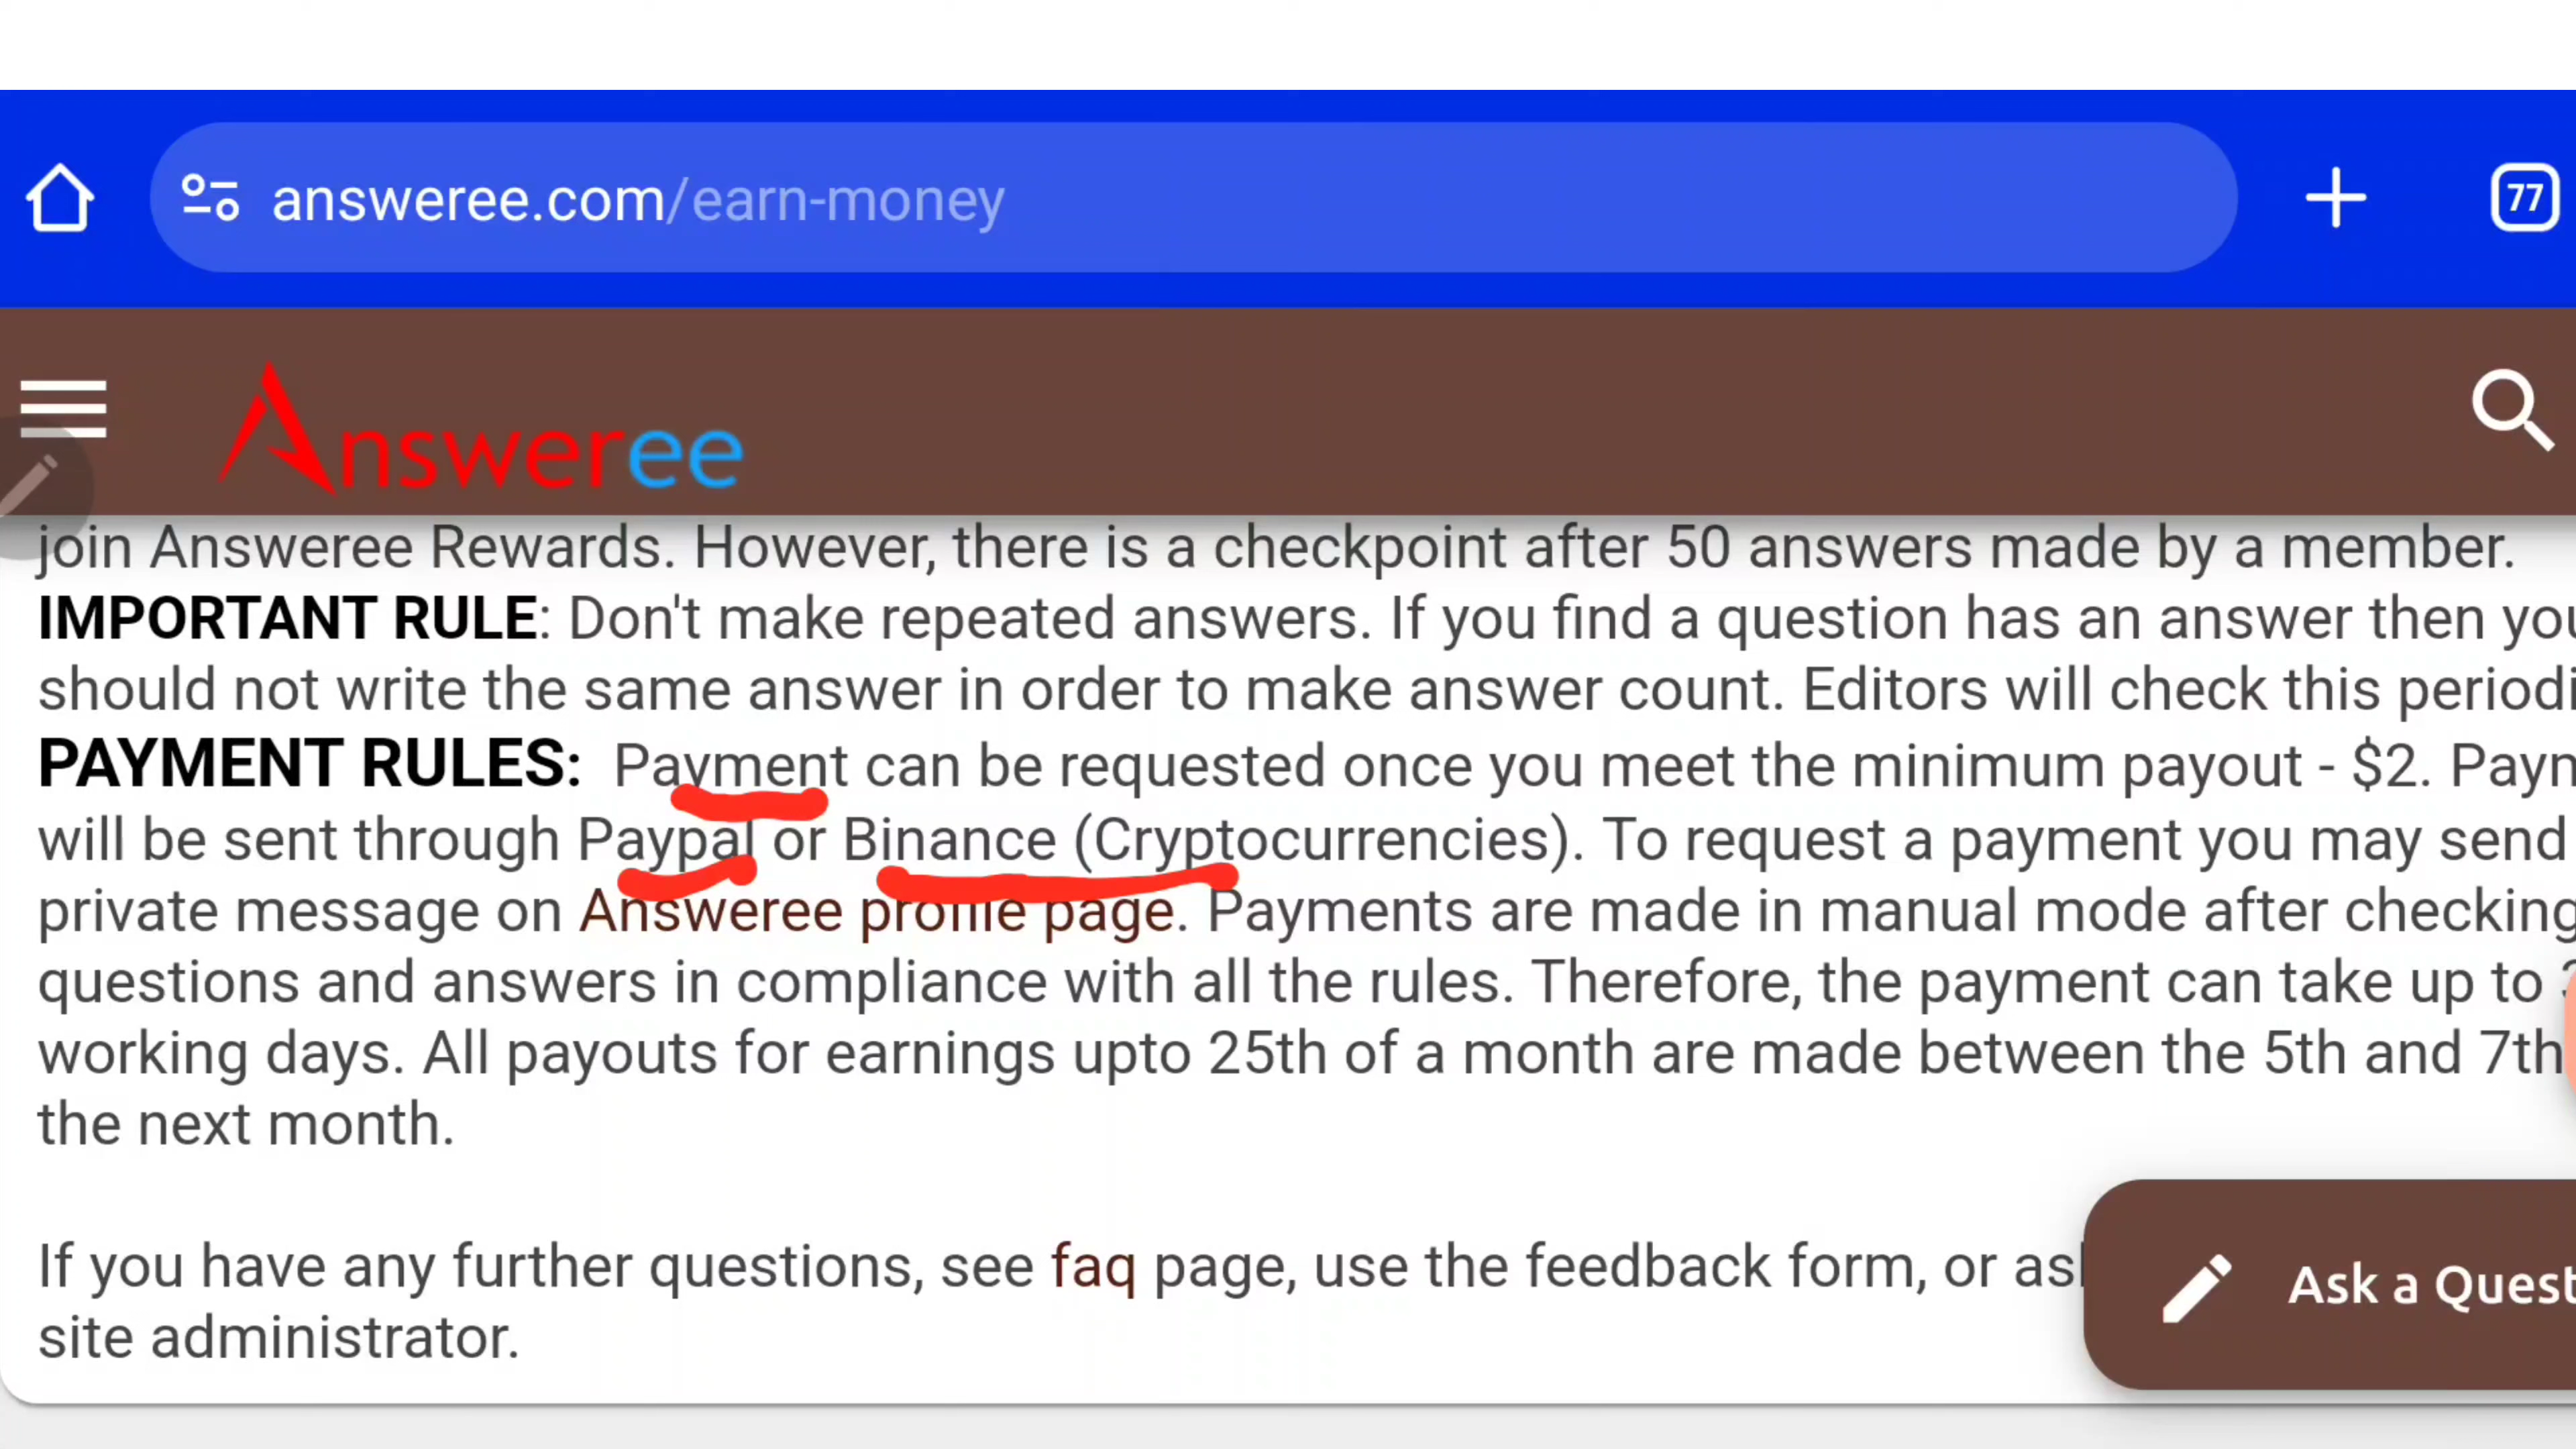 answeree.com/earn-money
77
Answeree
join Answeree Rewards. However, there is a checkpoint after 50 answers made by a member.
IMPORTANT RULE: Don't make repeated answers. If you find a question has an answer then you
should not write the same answer in order to make answer count. Editors will check this periodi
PAYMENT RULES: Payment can be requested once you meet the minimum payout - $2. Paym
will be sent through Paypal or Binance (Cryptocurrencies). To request a payment you may send
private message on Answeree profile page. Payments are made in manual mode after checking
questions and answers in compliance with all the rules. Therefore, the payment can take up to
working days. All payouts for earnings upto 25th of a month are made between the 5th and 7th
the next month.
If you have any further questions, see faq page, use the feedback form, or as
site administrator.
Ask a Quest